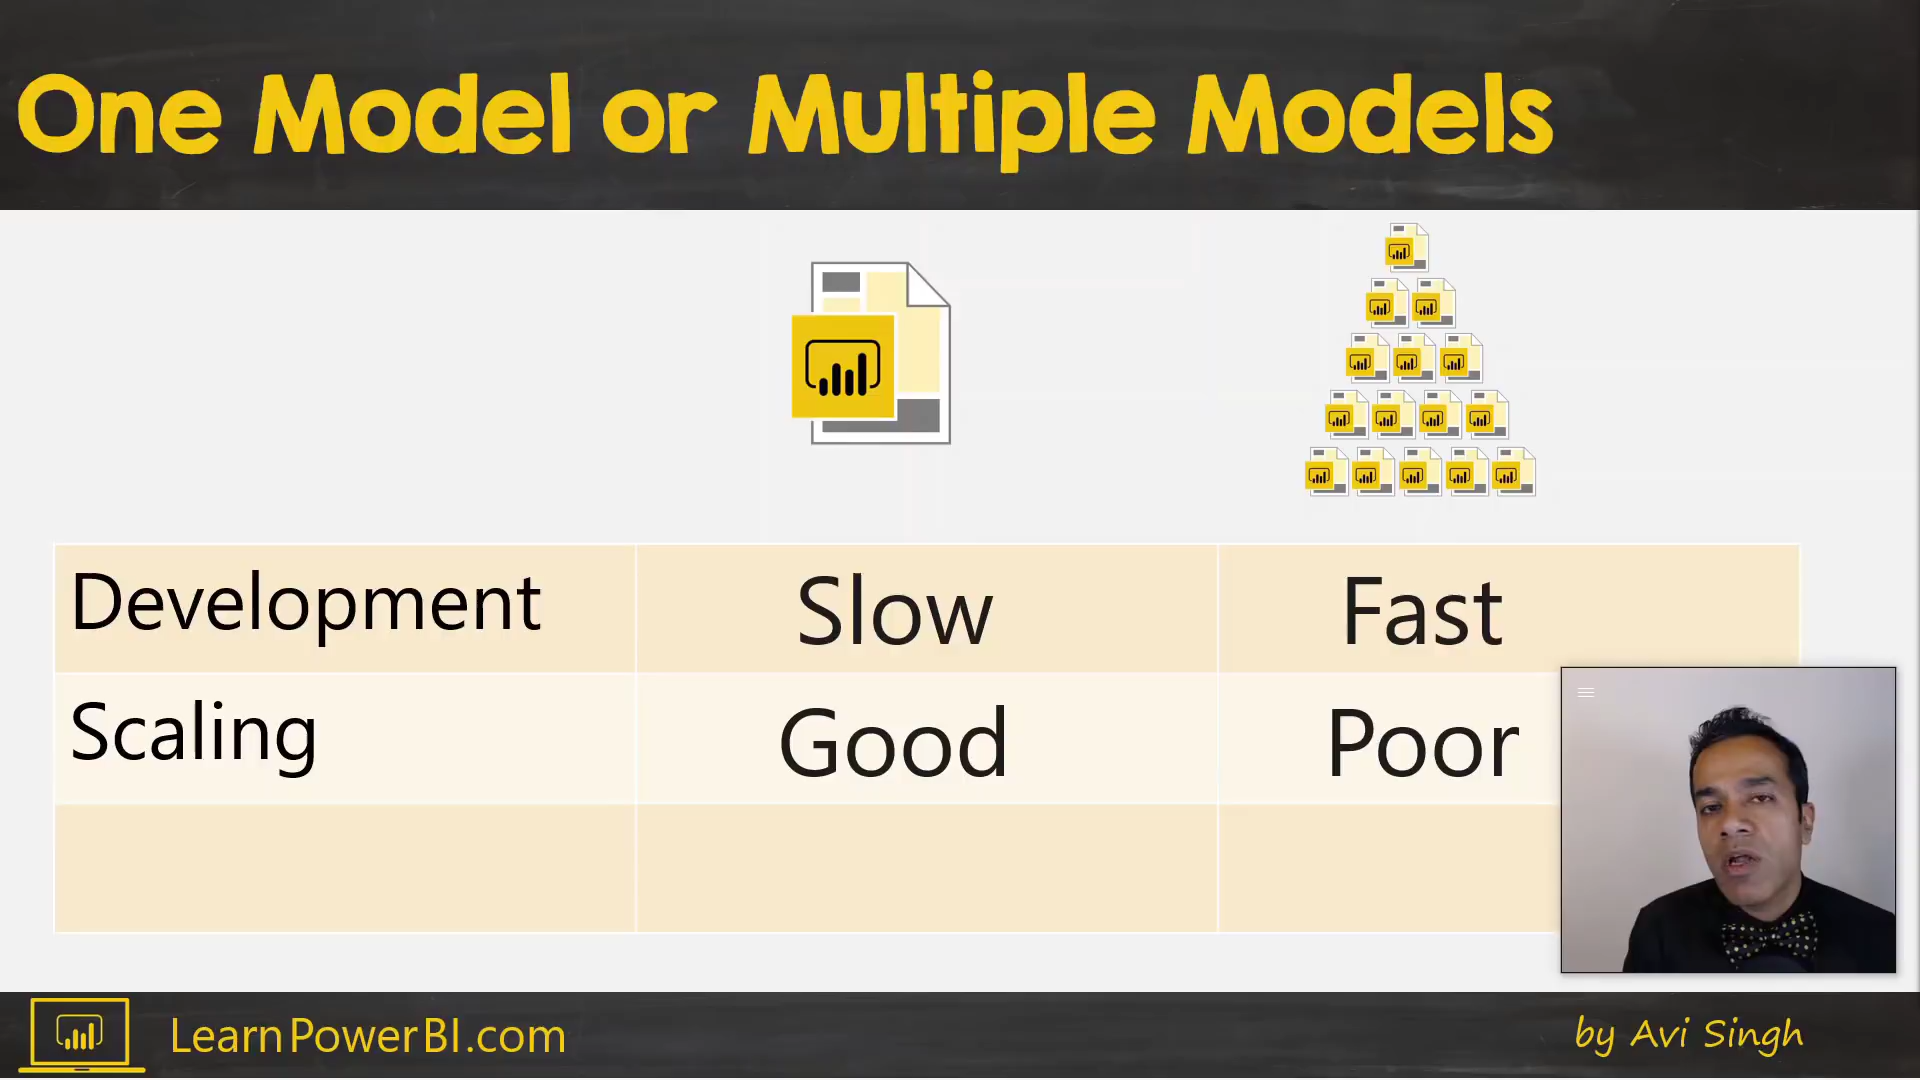 One Model or Multiple Models
Development Slow Fast
Scaling Good Poor
LearnPowerBI.com
by Avi Singh